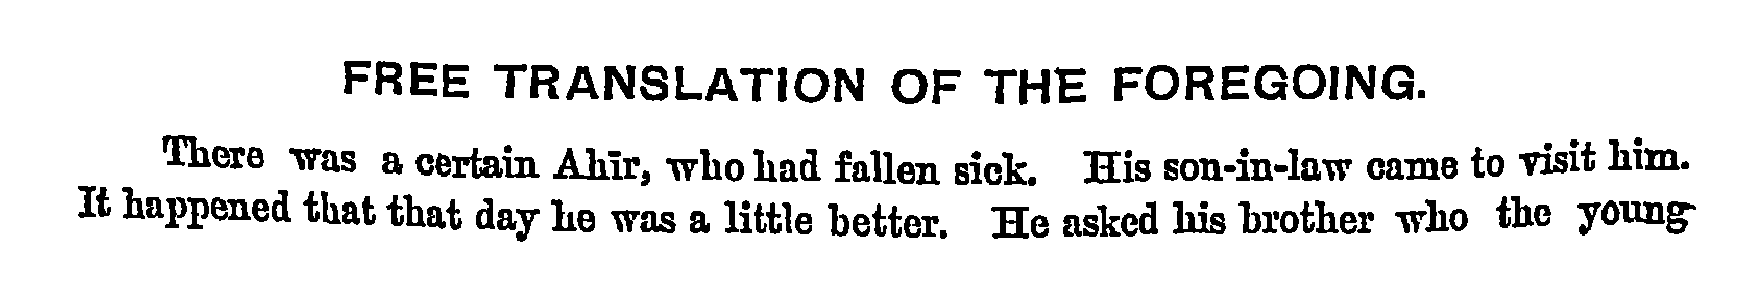 FREE TRANSLATION OF THE FOREGOING.
There was a certain Ahīr, who had fallen sick. His son-in-law came to visit him.
It happened that that day he was a little better. He asked his brother who the young